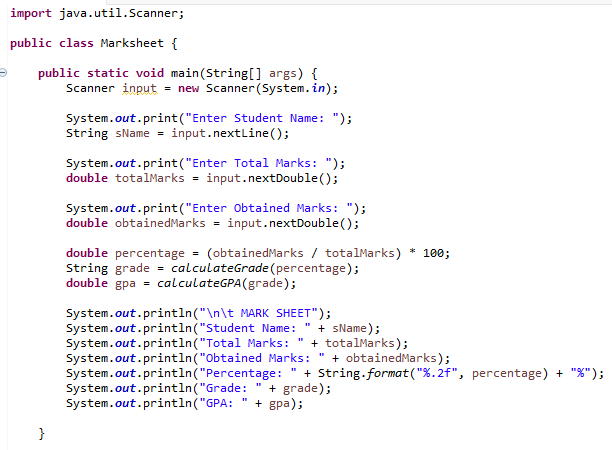 import java.util.Scanner;
public class Marksheet {
public static void main(String[] args) {
Scanner input = new Scanner(System.in);
System.out.print("Enter Student Name: ");
String sName = input.nextLine();
System.out.print("Enter Total Marks: ");
double totalMarks = input.nextDouble();
System.out.print("Enter Obtained Marks: ");
double obtainedMarks = input.nextDouble();
double percentage = (obtainedMarks / totalMarks) * 100;
String grade = calculateGrade(percentage);
double gpa = calculateGPA(grade);
System.out.println("\n\t MARK SHEET");
System.out.println("Student Name: " + sName);
System.out.println("Total Marks: " + totalMarks);
System.out.println("Obtained Marks: " + obtainedMarks);
System.out.println("Percentage: " + String.format("%.2f", percentage) + "%");
System.out.println("Grade: " + grade);
System.out.println("GPA: " + gpa);
}